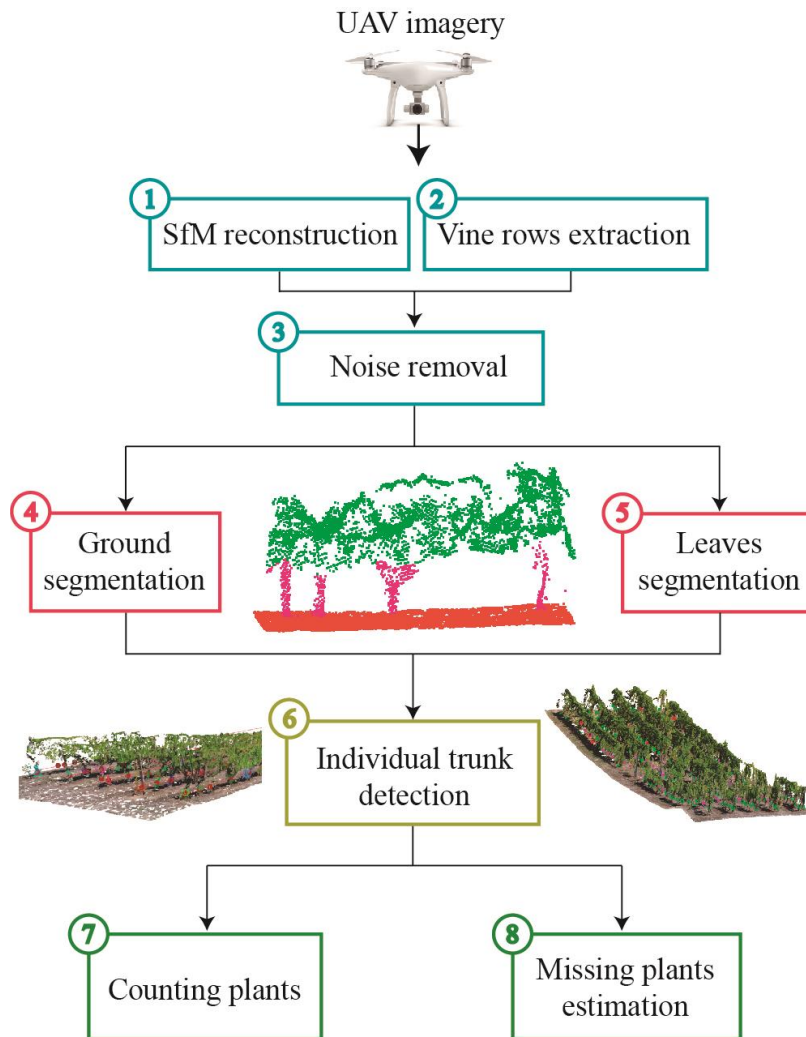 UAV imagery
1
2
SfM reconstruction
Vine rows extraction
3
Noise removal
4
5
Ground
segmentation
Leaves
segmentation
6
Individual trunk
detection
7
8
Counting plants
Missing plants
estimation